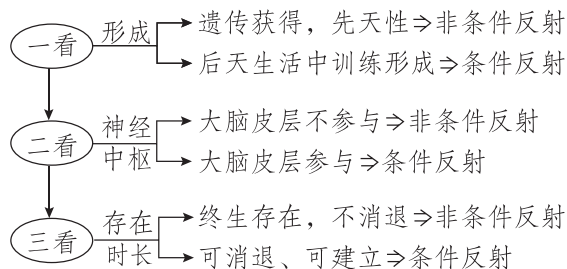 一看 形成 遗传获得，先天性⇒非条件反射
后天生活中训练形成⇒条件反射
二看 神经中枢 大脑皮层不参与⇒非条件反射
大脑皮层参与⇒条件反射
三看 存在时长 终生存在，不消退⇒非条件反射
可消退、可建立⇒条件反射